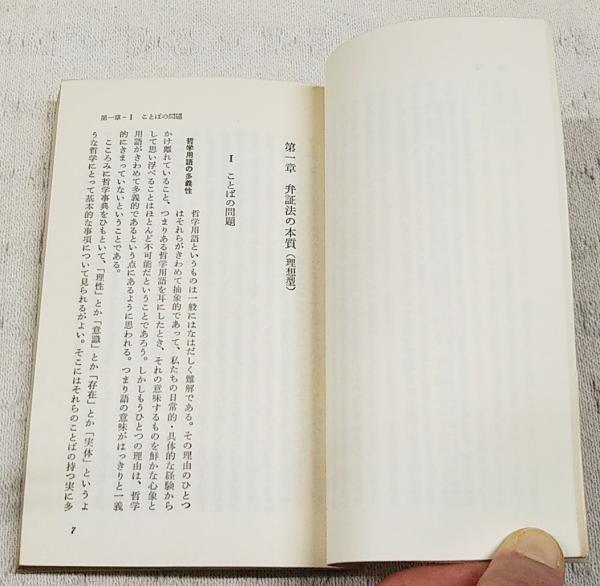 第一章-I ことばの問題
第一章 弁証法の本質（理想型）
I ことばの問題
哲学用語の多義性
哲学用語というものは一般にはなはだしく難解である。その理由のひとつ
はそれらがきわめて抽象的であって、私たちの日常的・具体的な経験から
かけ離れていること、つまりある哲学用語を耳にしたとき、それの意味するものを鮮かな心象と
して思い浮べることはほとんど不可能だということであろう。しかしもうひとつの理由は、哲学
用語がきわめて多義的であるという点にあるように思われる。つまり語の意味がはっきりと一義
的にきまっていないということである。
こころみに哲学事典をひもといて、「理性」とか「意識」とか「存在」とか「実体」というよ
うな哲学にとって基本的な事項について見られるがよい。そこにはそれらのことばの持つ実に多
7